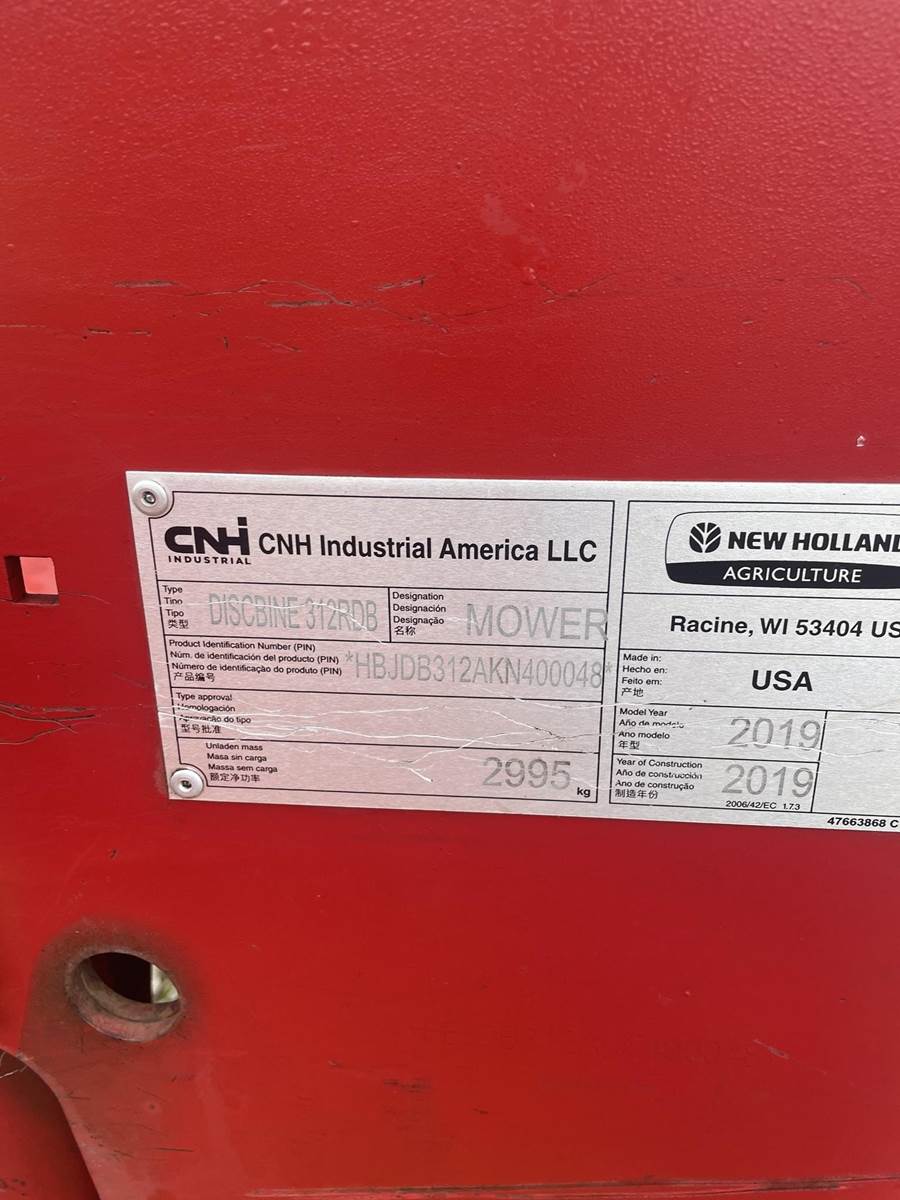 CNH
INDUSTRIAL
CNH Industrial America LLC
Type
Tipo
Tipo
类型
DISCBINE 312RDB
Designation
Designación
Designação
名称
MOWER
Product Identification Number (PIN)
Núm. de identificación del producto (PIN)
Número de identificação do produto (PIN)
产品编号
*HBJDB312AKN400048*
Type approval
Homologación
Aprovação do tipo
型号批准
Unladen mass
Masa sin carga
Massa sem carga
额定净功率
2995
kg
NEW HOLLAND
AGRICULTURE
Racine, WI 53404 US
Made in:
Hecho en:
Feito em:
产地
USA
Model Year
Año de modelo
Ano modelo
年型
2019
Year of Construction
Año de construcción
Ano de construção
制造年份
2019
2006/42/EC 1.7.3
47663868 C